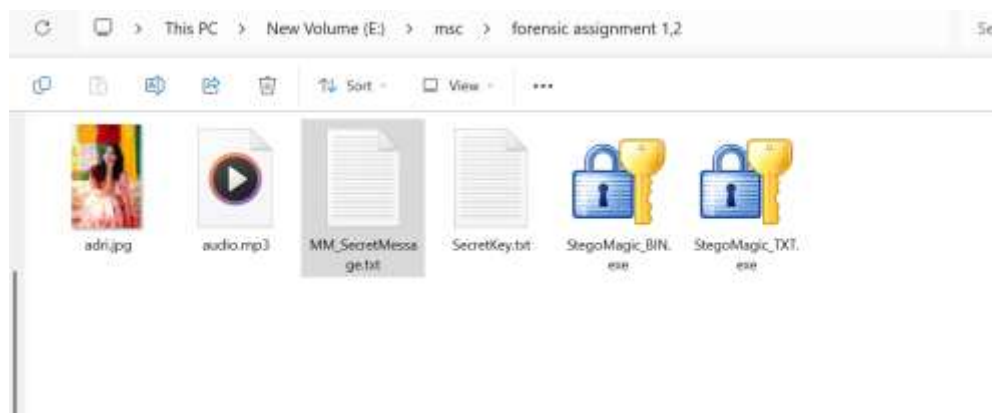 This PC > New Volume (E:) > msc > forensic assignment 1,2
Sort View
adri.jpg
audio.mp3
MM_SecretMessa
ge.txt
SecretKey.txt
StegoMagic_BIN.
exe
StegoMagic_TXT.
exe